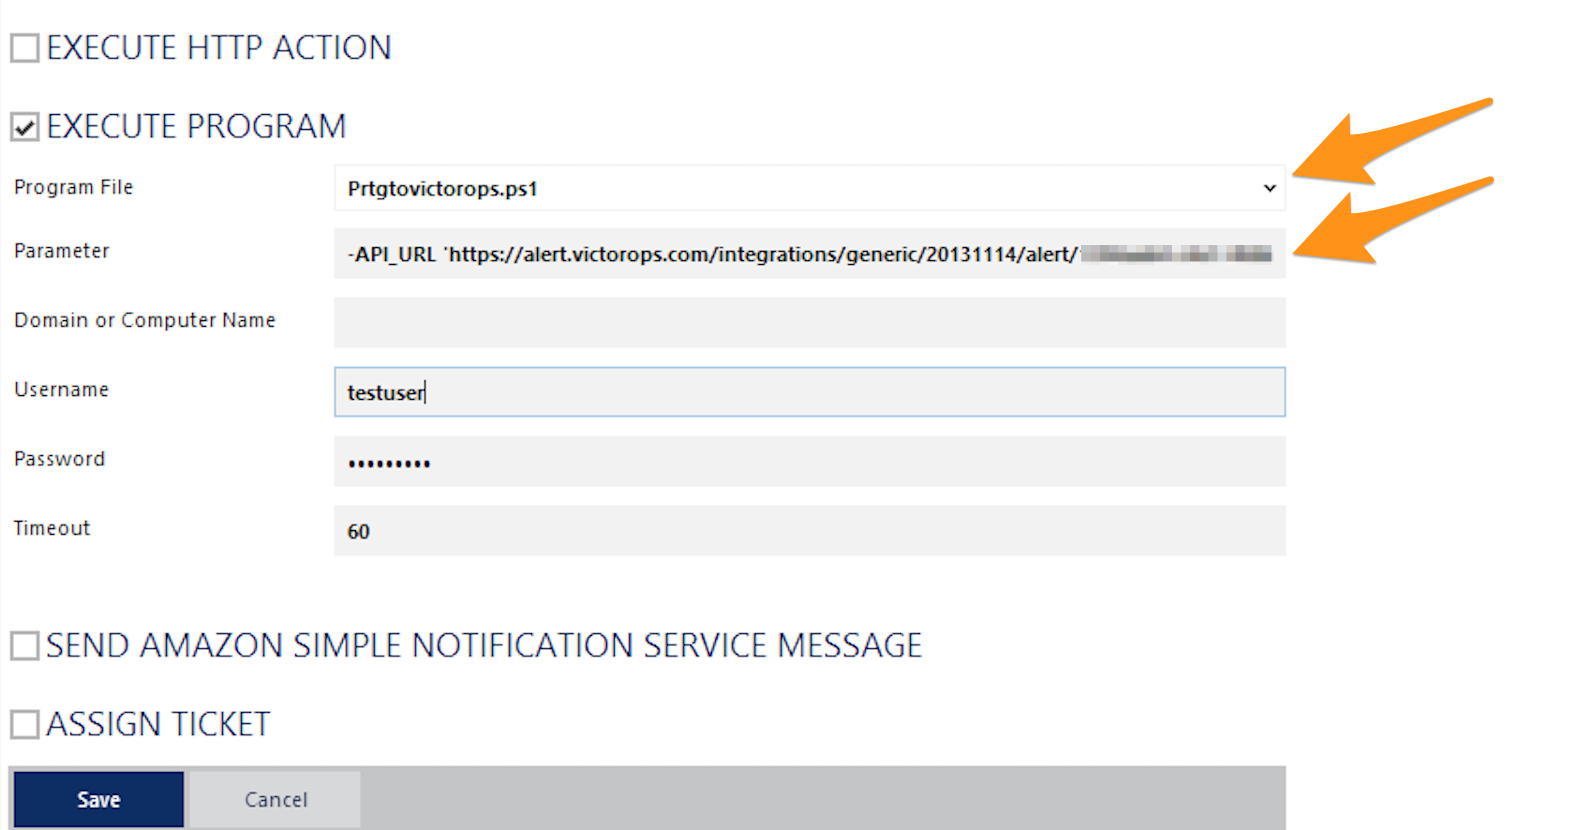 EXECUTE HTTP ACTION
EXECUTE PROGRAM
Program File Prtgtovictorops.ps1
Parameter -API_URL 'https://alert.victorops.com/integrations/generic/20131114/alert/
Domain or Computer Name
Username testuser
Password •••••••••
Timeout 60
SEND AMAZON SIMPLE NOTIFICATION SERVICE MESSAGE
ASSIGN TICKET
Save Cancel